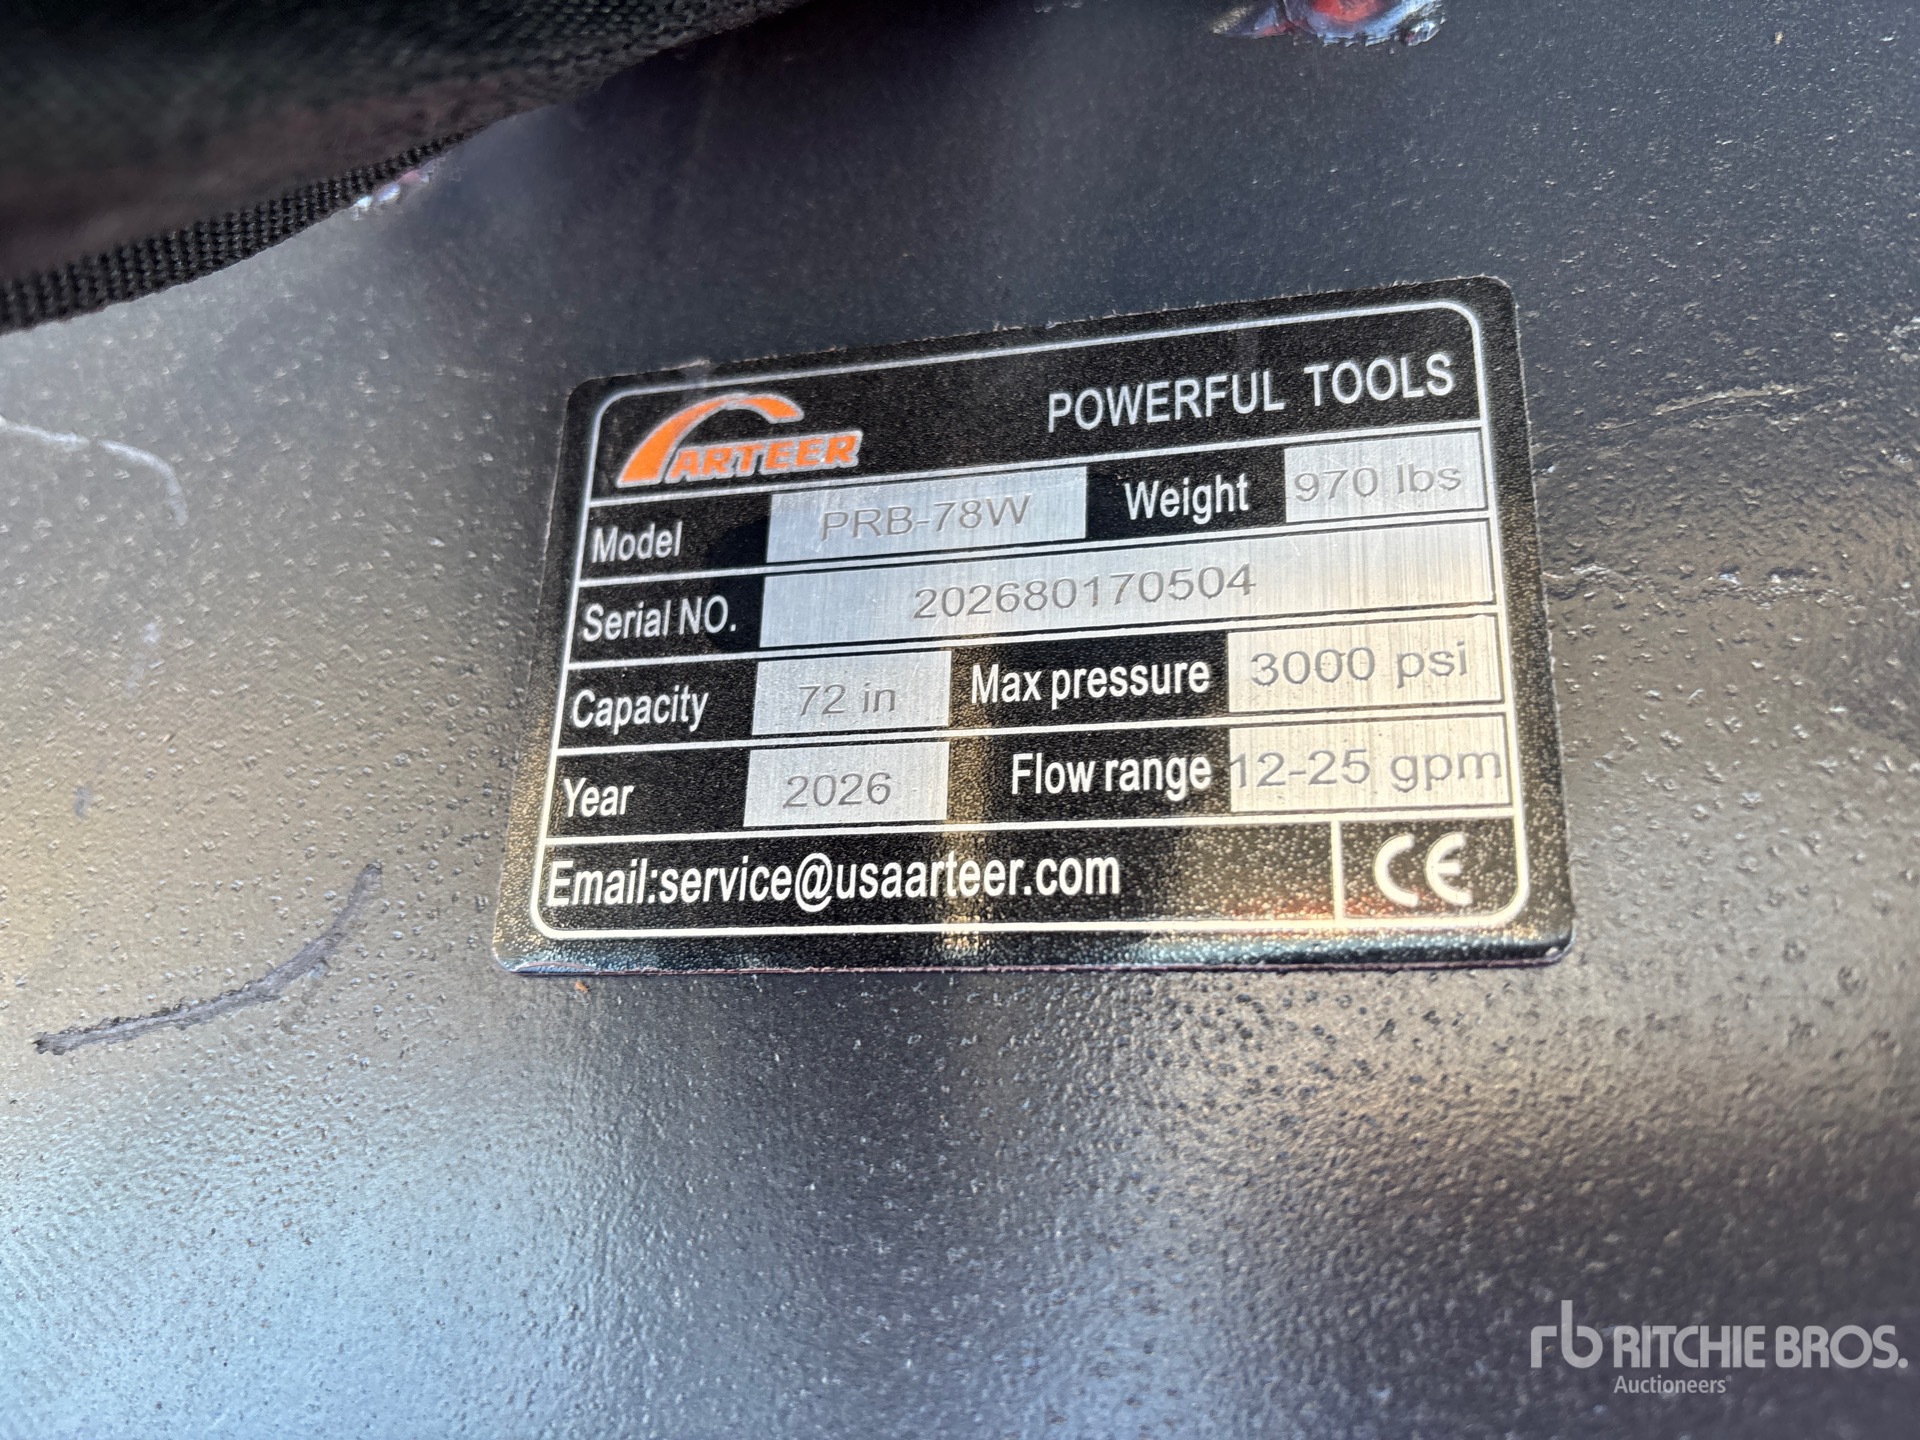 ARTEER POWERFUL TOOLS
Model PRB-78W Weight 970 lbs
Serial NO. 202680170504
Capacity 72 in Max pressure 3000 psi
Year 2026 Flow range 12-25 gpm
Email:service@usaarteer.com CE
rb RITCHIE BROS.
Auctioneers